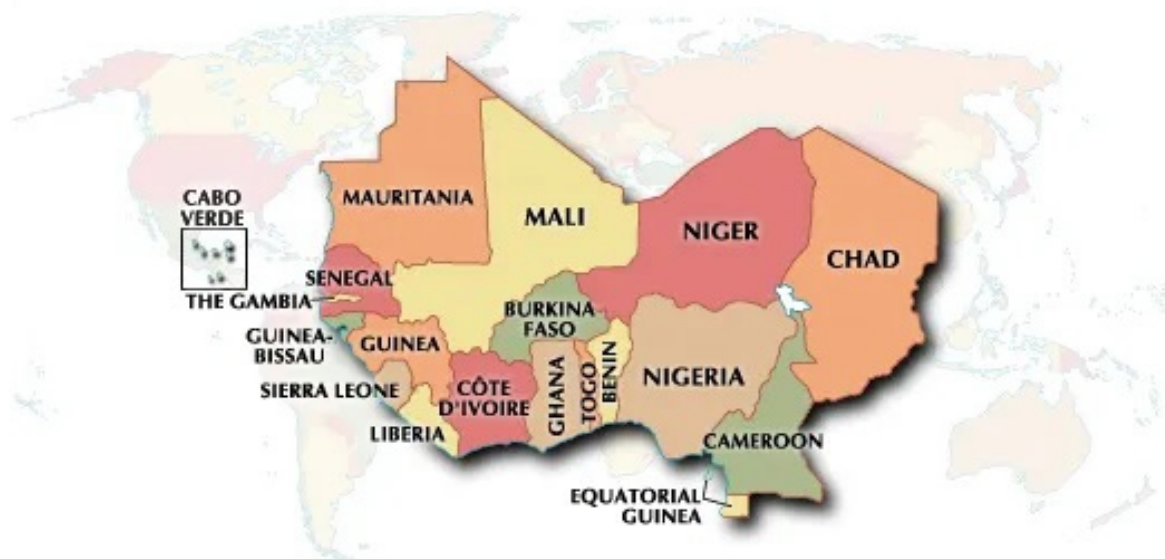 CABO
VERDE
MAURITANIA
MALI
NIGER
CHAD
SENEGAL
THE GAMBIA
GUINEA-
BISSAU
GUINEA
BURKINA
FASO
SIERRA LEONE
LIBERIA
CÔTE
D'IVOIRE
GHANA
TOGO
BENIN
NIGERIA
CAMEROON
EQUATORIAL
GUINEA